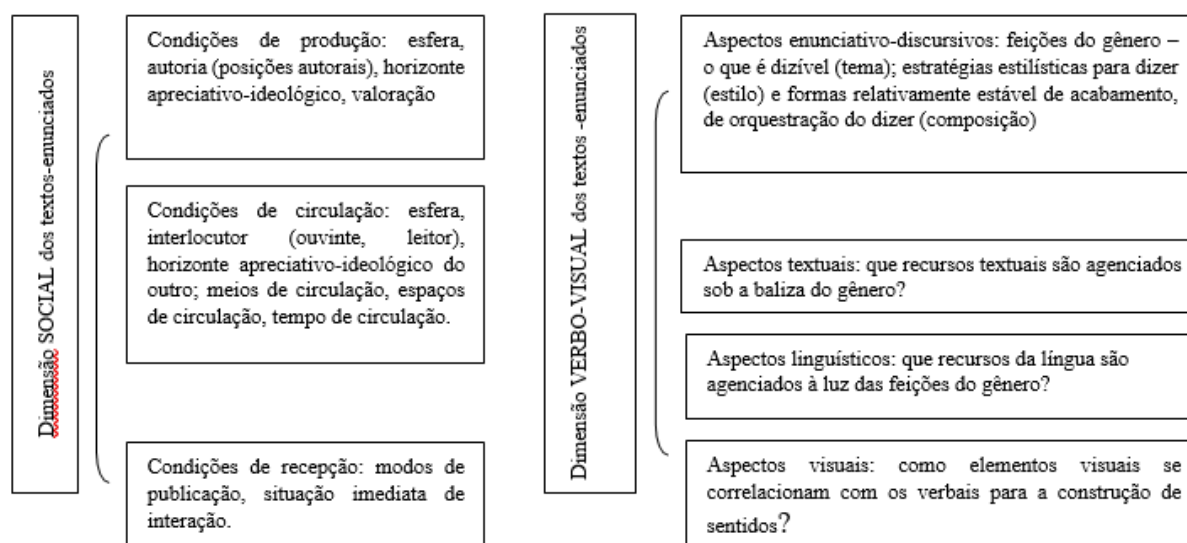 Dimensão SOCIAL dos textos-enunciados
Condições de produção: esfera,
autoria (posições autorais), horizonte
apreciativo-ideológico, valoração
Condições de circulação: esfera,
interlocutor (ouvinte, leitor),
horizonte apreciativo-ideológico do
outro; meios de circulação, espaços
de circulação, tempo de circulação.
Condições de recepção: modos de
publicação, situação imediata de
interação.
Dimensão VERBO-VISUAL dos textos -enunciados
Aspectos enunciativo-discursivos: feições do gênero –
o que é dizível (tema); estratégias estilísticas para dizer
(estilo) e formas relativamente estável de acabamento,
de orquestração do dizer (composição)
Aspectos textuais: que recursos textuais são agenciados
sob a baliza do gênero?
Aspectos linguísticos: que recursos da língua são
agenciados à luz das feições do gênero?
Aspectos visuais: como elementos visuais se
correlacionam com os verbais para a construção de
sentidos?